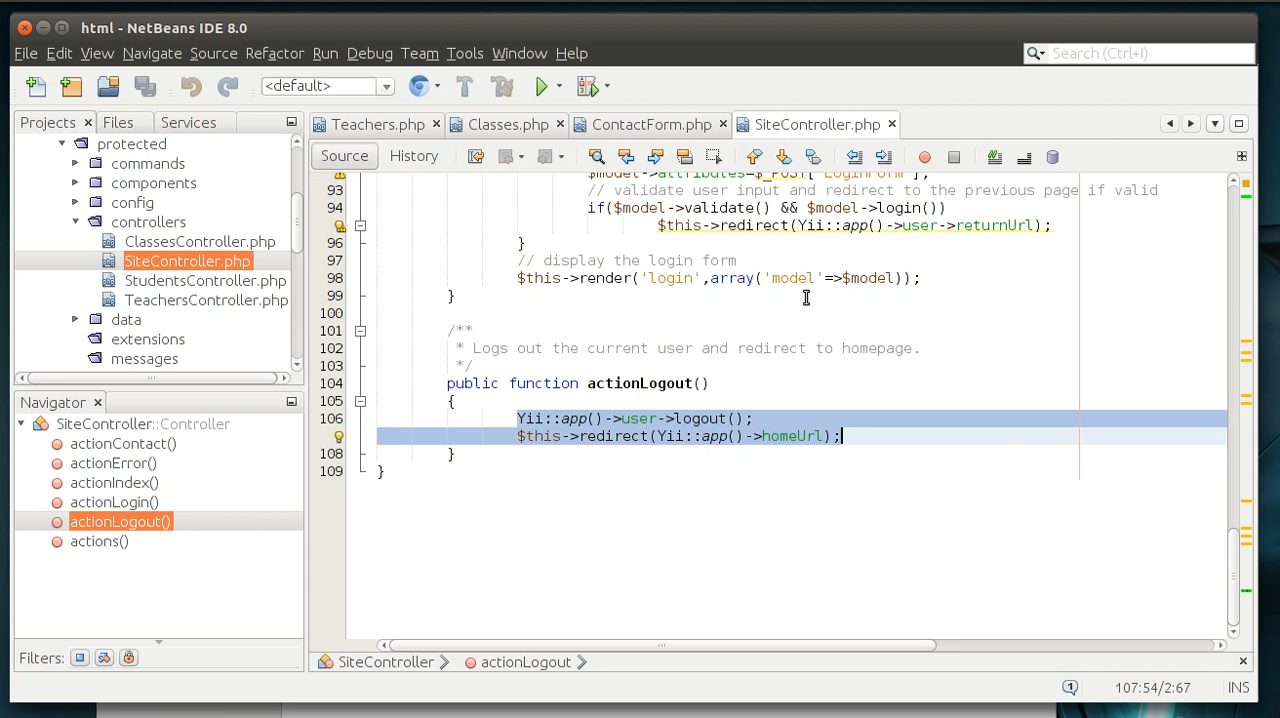 html - NetBeans IDE 8.0
File Edit View Navigate Source Refactor Run Debug Team Tools Window Help
Search (Ctrl+I)
<default>
Projects Files Services
Teachers.php Classes.php ContactForm.php SiteController.php
Source History
protected
commands
components
config
controllers
ClassesController.php
SiteController.php
StudentsController.php
TeachersController.php
data
extensions
messages
Navigator
SiteController::Controller
actionContact()
actionError()
actionIndex()
actionLogin()
actionLogout()
actions()
Filters:
$model->attributes=$_POST['LoginForm'];
93 // validate user input and redirect to the previous page if valid
94 if($model->validate() && $model->login())
$this->redirect(Yii::app()->user->returnUrl);
96 }
97 // display the login form
98 $this->render('login',array('model'=>$model));
99 }
100
101 /**
102 * Logs out the current user and redirect to homepage.
103 */
104 public function actionLogout()
105 {
106 Yii::app()->user->logout();
$this->redirect(Yii::app()->homeUrl);
108 }
109 }
SiteController actionLogout
1 107:54/2:67 INS